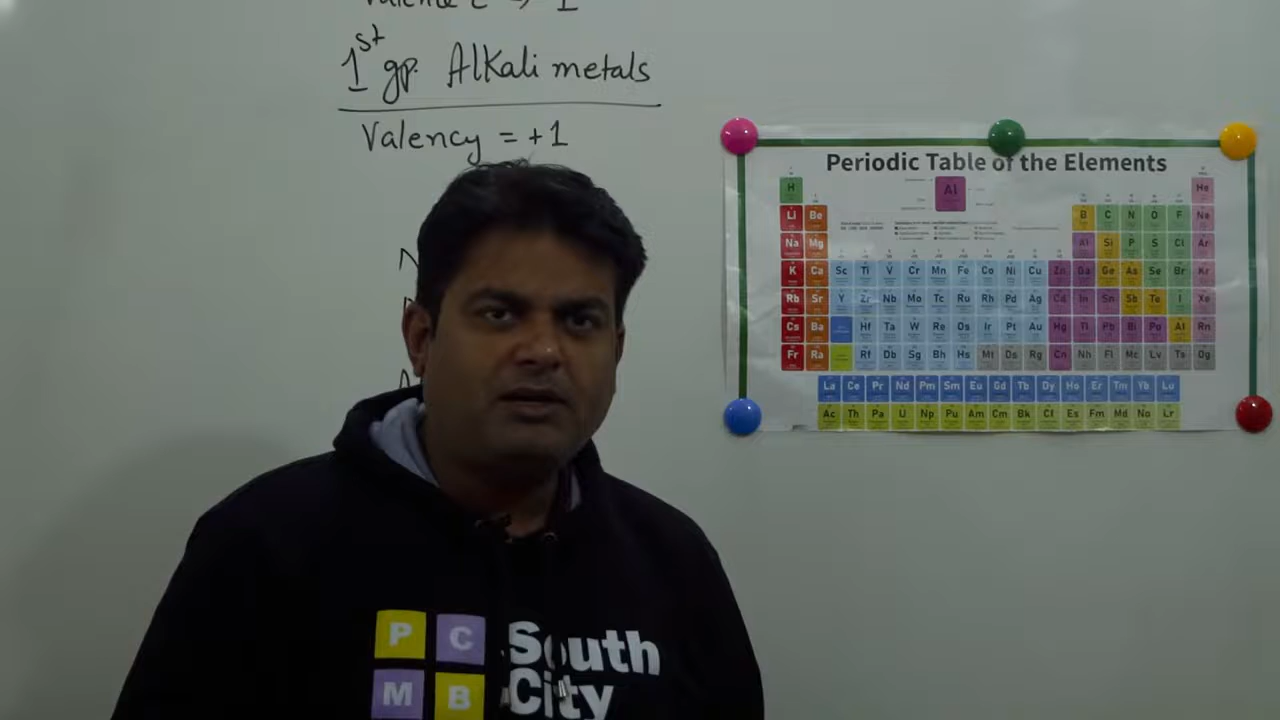 Valence e → 1
1st gp. Alkali metals
Valency = +1
Periodic Table of the Elements
Al
H He
Li Be B C N O F Ne
Na Mg Al Si P S Cl Ar
K Ca Sc Ti V Cr Mn Fe Co Ni Cu Zn Ga Ge As Se Br Kr
Rb Sr Y Zr Nb Mo Tc Ru Rh Pd Ag Cd In Sn Sb Te I Xe
Cs Ba Hf Ta W Re Os Ir Pt Au Hg Tl Pb Bi Po At Rn
Fr Ra Rf Db Sg Bh Hs Mt Ds Rg Cn Nh Fl Mc Lv Ts Og
La Ce Pr Nd Pm Sm Eu Gd Tb Dy Ho Er Tm Yb Lu
Ac Th Pa U Np Pu Am Cm Bk Cf Es Fm Md No Lr
P C South
M B City